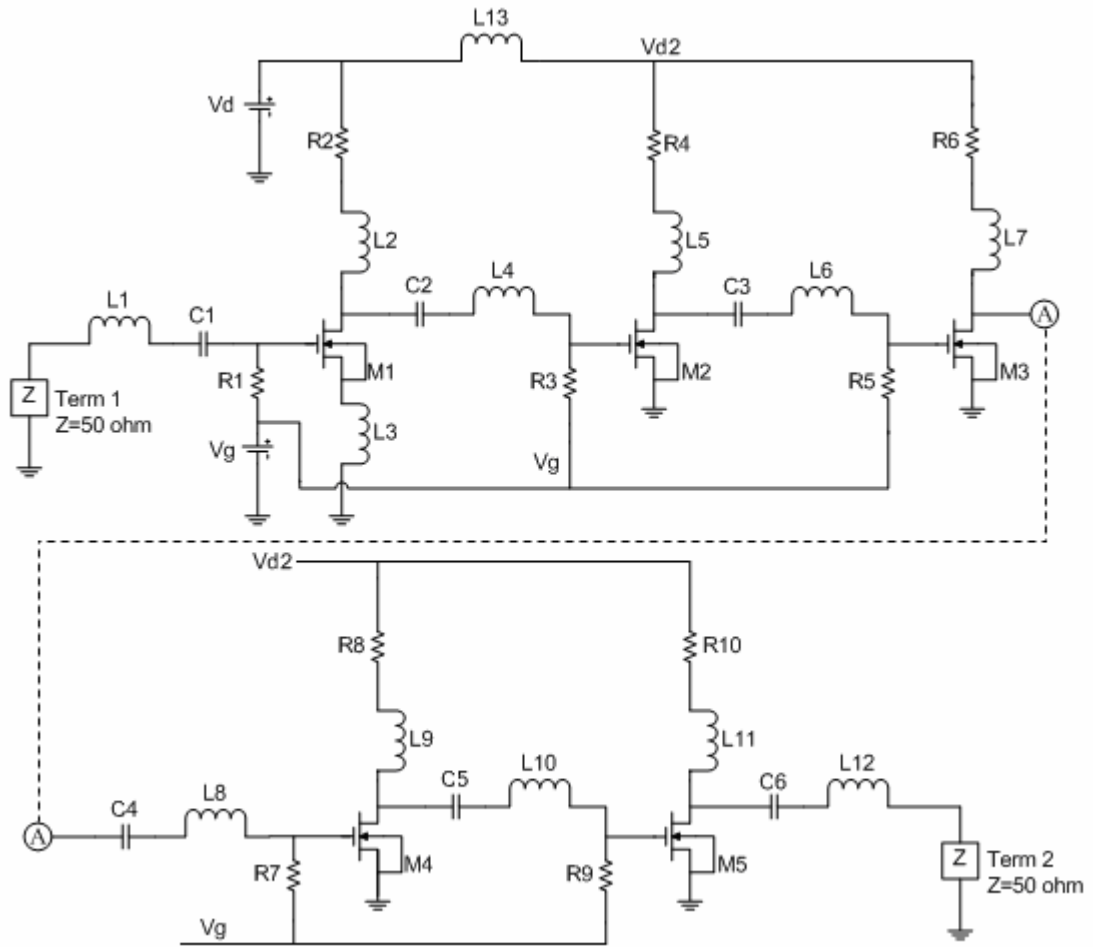 L13
Vd2
Vd
R2
R4
R6
L2
L5
L7
C2
L4
C3
L6
L1
C1
A
M1
M2
M3
R1
R3
R5
Z
Term 1
Z=50 ohm
L3
Vg
Vg
Vd2
R8
R10
L9
L11
C5
L10
C6
L12
C4
L8
A
M4
M5
R7
R9
Z
Term 2
Z=50 ohm
Vg